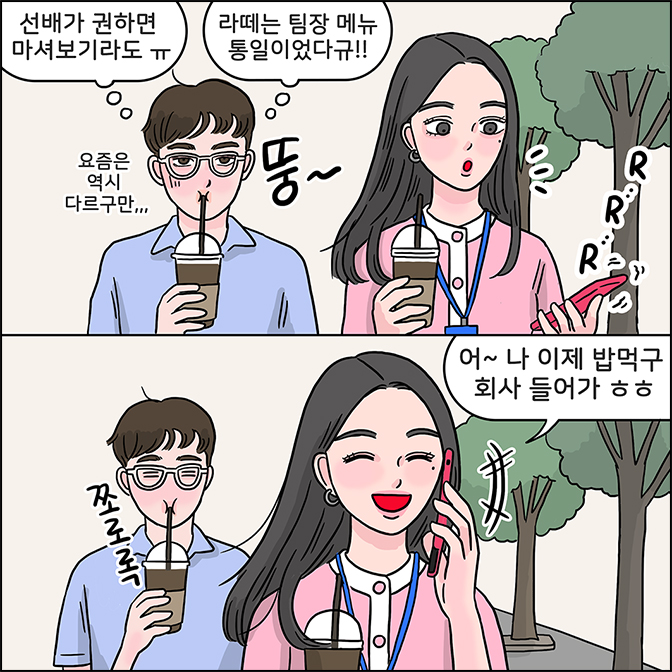 선배가 권하면
마셔보기라도 ㅠ
라떼는 팀장 메뉴
통일이었다규!!
요즘은
역시
다르구만,,,
뚱~
R
R
R
어~ 나 이제 밥먹구
회사 들어가 ㅎㅎ
쪼로록